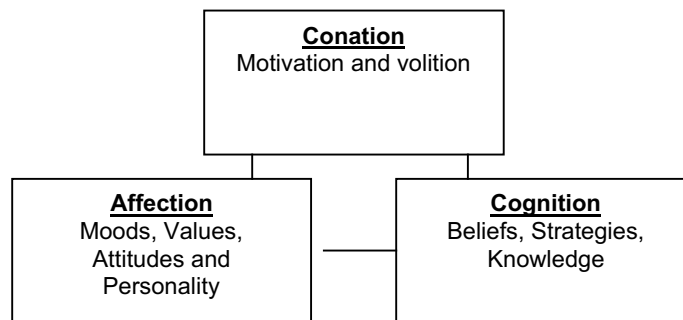 Conation
Motivation and volition
Affection
Moods, Values,
Attitudes and
Personality
Cognition
Beliefs, Strategies,
Knowledge